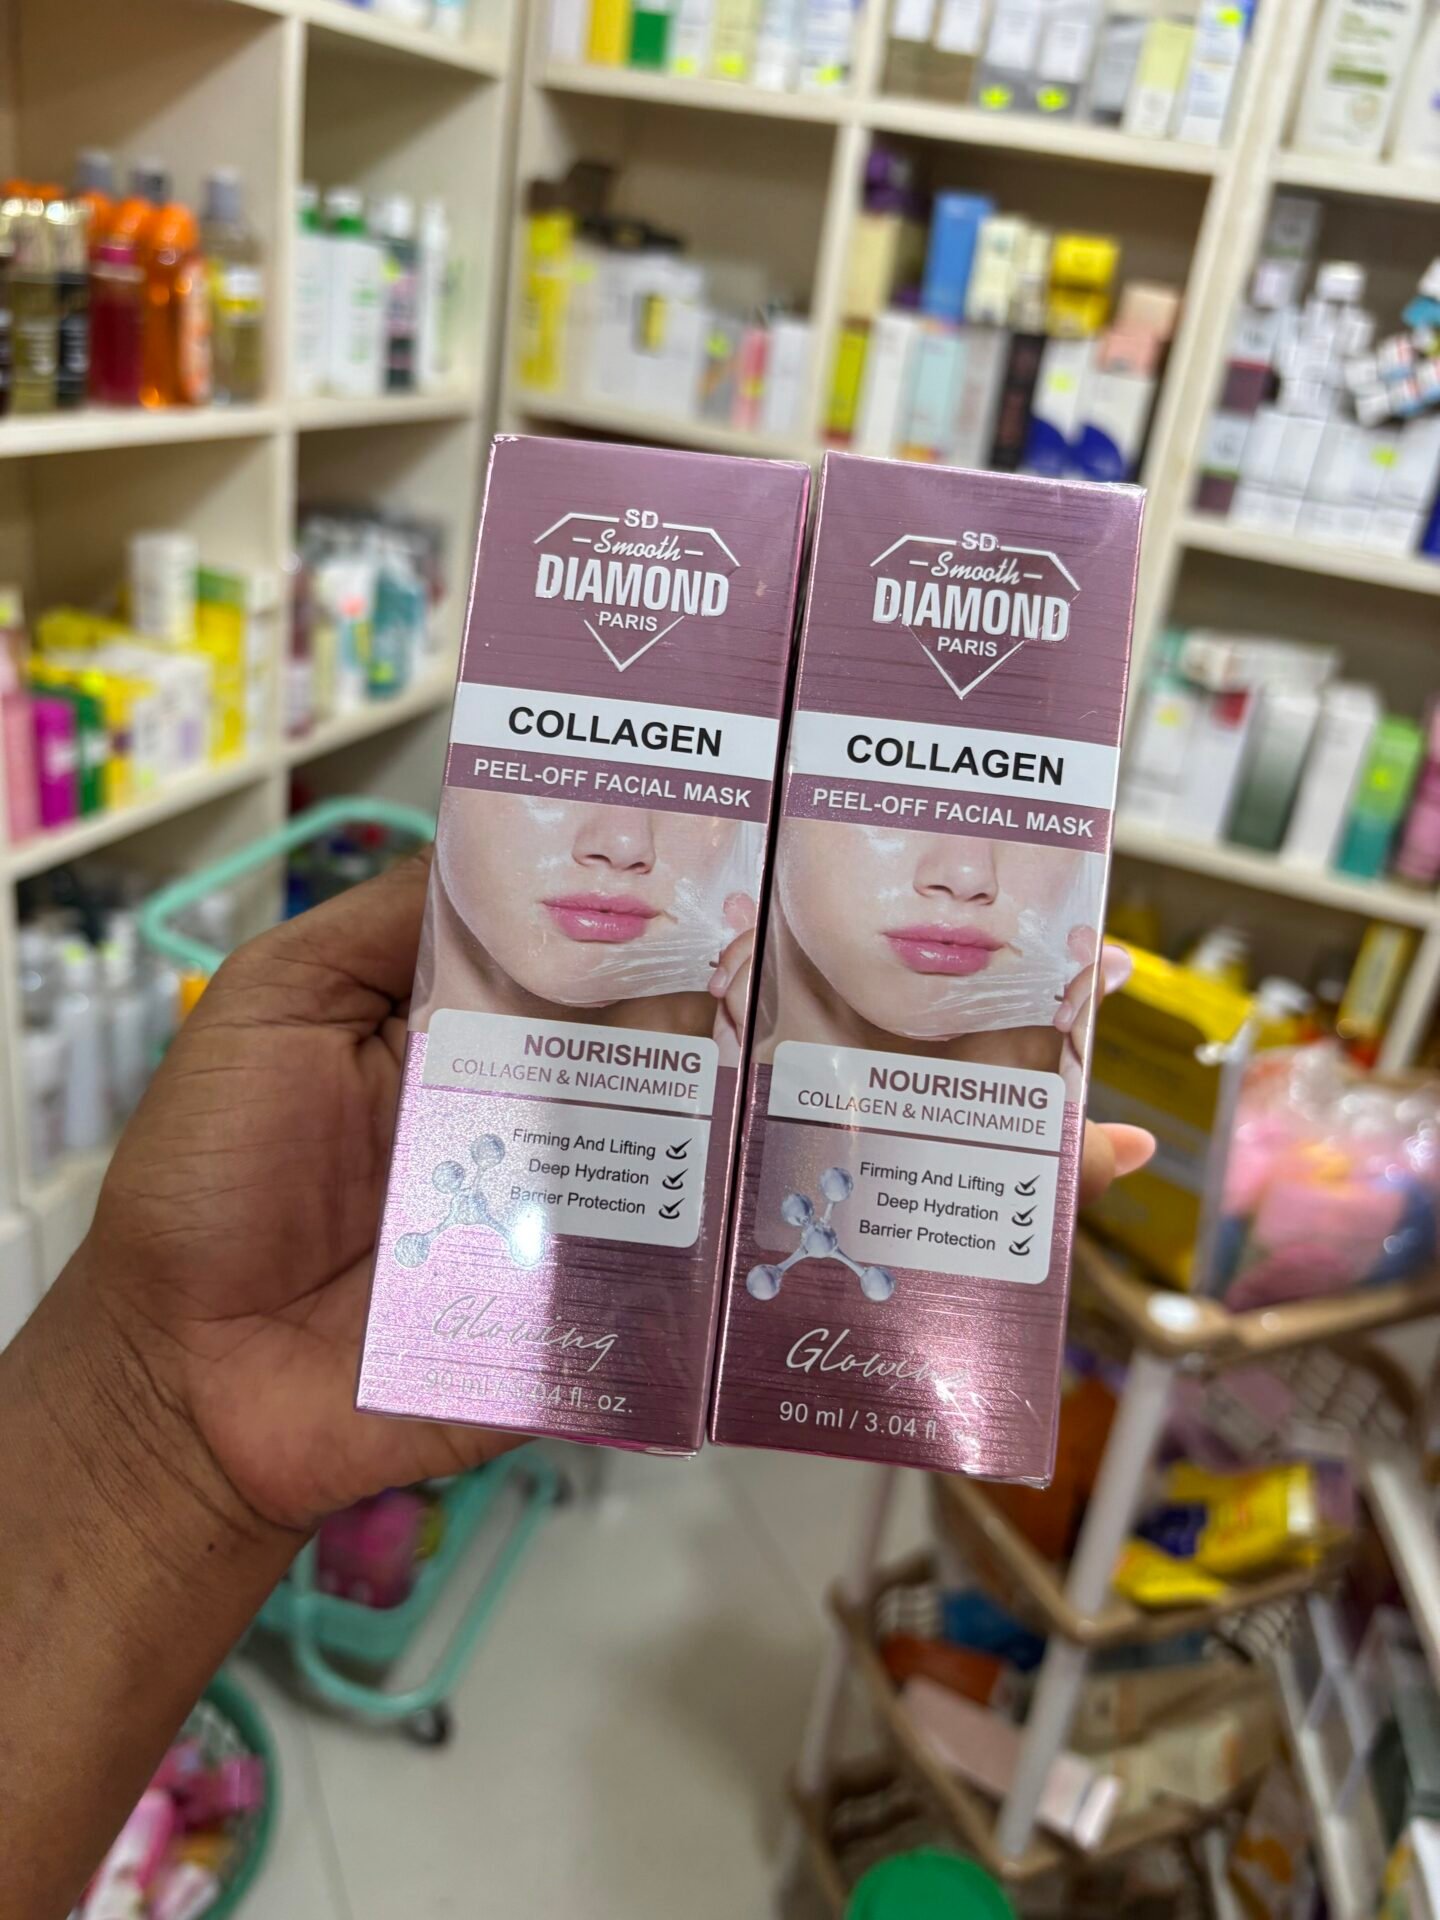 SD
Smooth
DIAMOND
PARIS
COLLAGEN
PEEL-OFF FACIAL MASK
NOURISHING
COLLAGEN & NIACINAMIDE
Firming And Lifting
Deep Hydration
Barrier Protection
Glowing
90 ml / 3.04 fl. oz.
SD
Smooth
DIAMOND
PARIS
COLLAGEN
PEEL-OFF FACIAL MASK
NOURISHING
COLLAGEN & NIACINAMIDE
Firming And Lifting
Deep Hydration
Barrier Protection
Glowing
90 ml / 3.04 fl